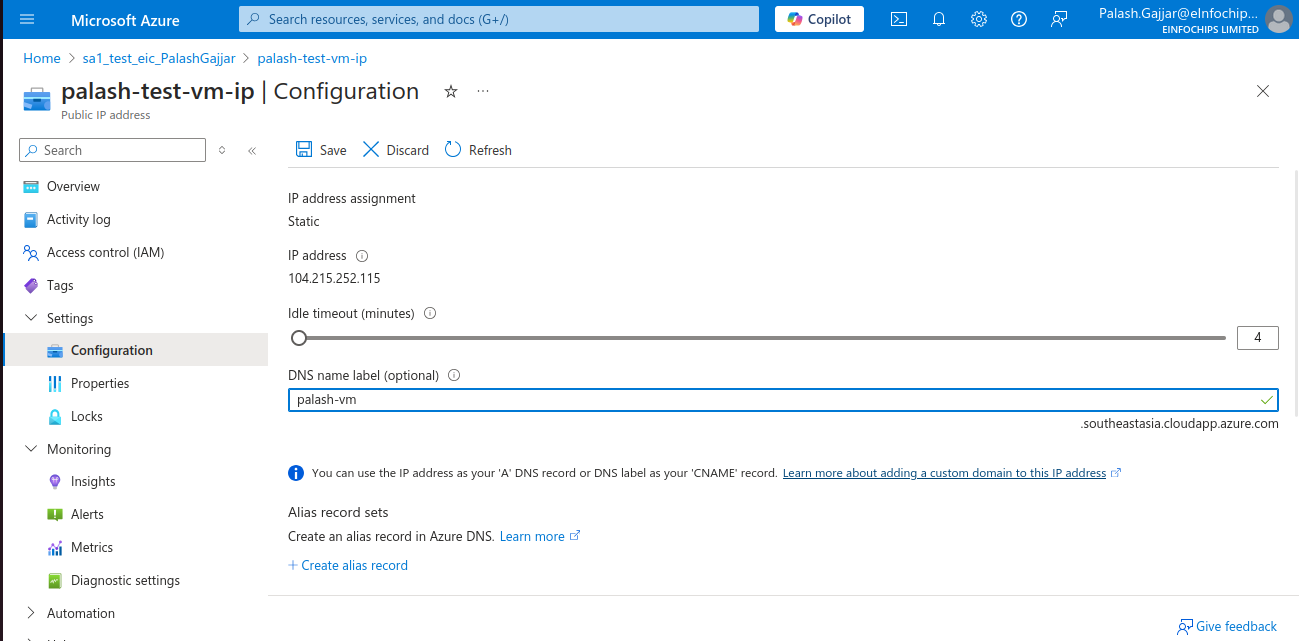 Microsoft Azure
Search resources, services, and docs (G+/)
Copilot
Palash.Gajjar@eInfochip...
EINFOCHIPS LIMITED
Home > sa1_test_eic_PalashGajjar > palash-test-vm-ip
palash-test-vm-ip | Configuration
Public IP address
Search
Overview
Activity log
Access control (IAM)
Tags
Settings
Configuration
Properties
Locks
Monitoring
Insights
Alerts
Metrics
Diagnostic settings
Automation
Save Discard Refresh
IP address assignment
Static
IP address
104.215.252.115
Idle timeout (minutes)
4
DNS name label (optional)
palash-vm
.southeastasia.cloudapp.azure.com
You can use the IP address as your 'A' DNS record or DNS label as your 'CNAME' record. Learn more about adding a custom domain to this IP address
Alias record sets
Create an alias record in Azure DNS. Learn more
+ Create alias record
Give feedback